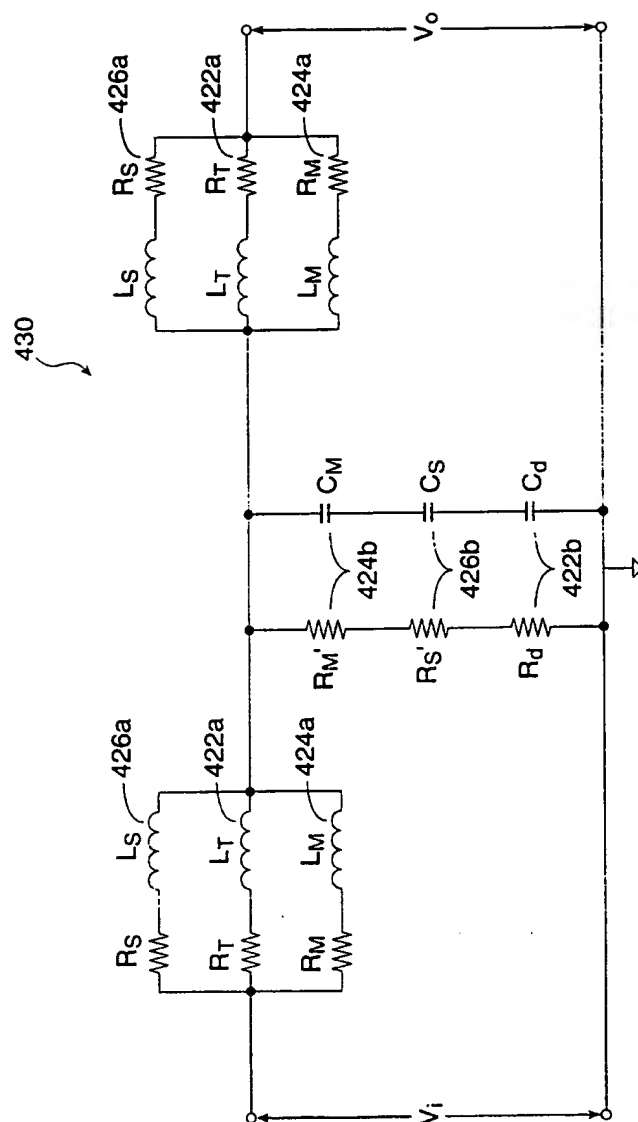 430
426a
422a
424a
RS LS
RT LT
RM LM
426a
422a
424a
LS RS
LT RT
LM RM
RM' 424b CM
RS' 426b CS
Rd 422b Cd
Vi
Vo